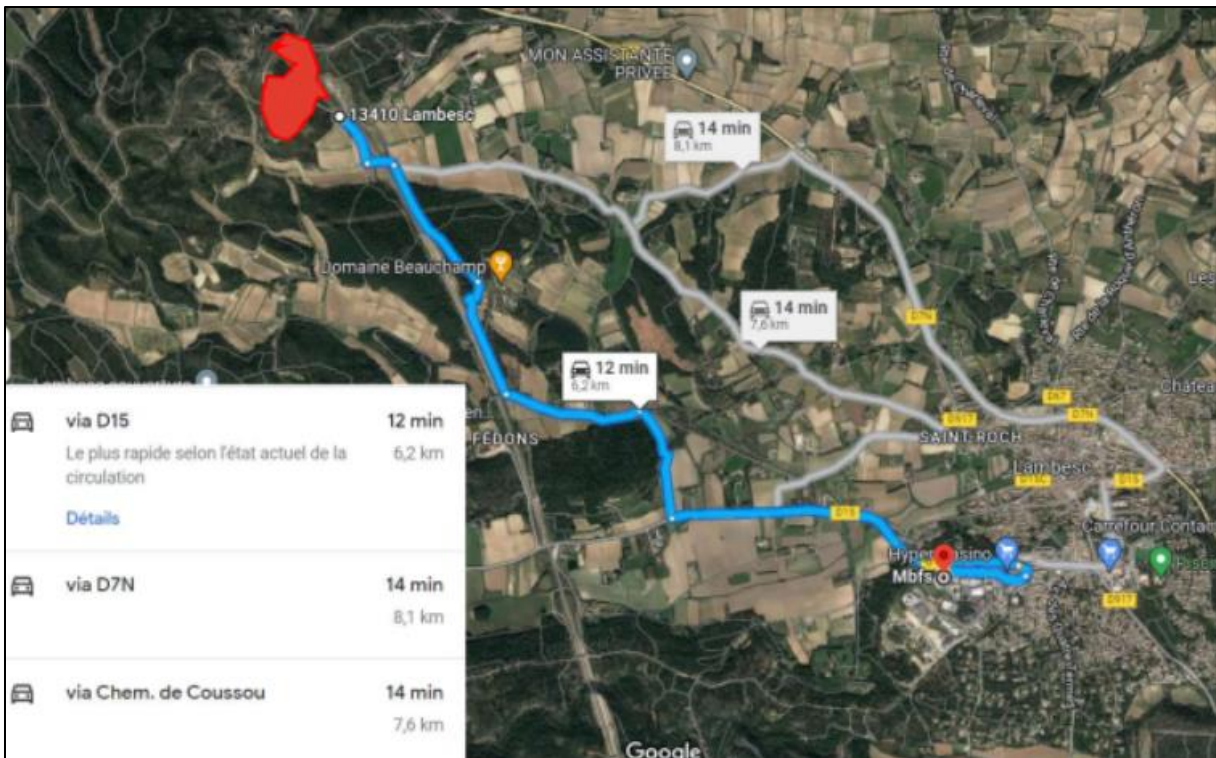 MON ASSISTANTE
PRIVÉE
13410 Lambesc
14 min
8,1 km
Domaine Beauchamp
D7N
14 min
7,6 km
12 min
6,2 km
FÉDONS
D917
D67
D7N
Château
SAINT-ROCH
Lambesc
D15
D15
Carrefour Contact
Hyper Casino
Mbfs
D917
via D15
12 min
Le plus rapide selon l'état actuel de la
6,2 km
circulation
Détails
via D7N
14 min
8,1 km
via Chem. de Coussou
14 min
7,6 km
Google